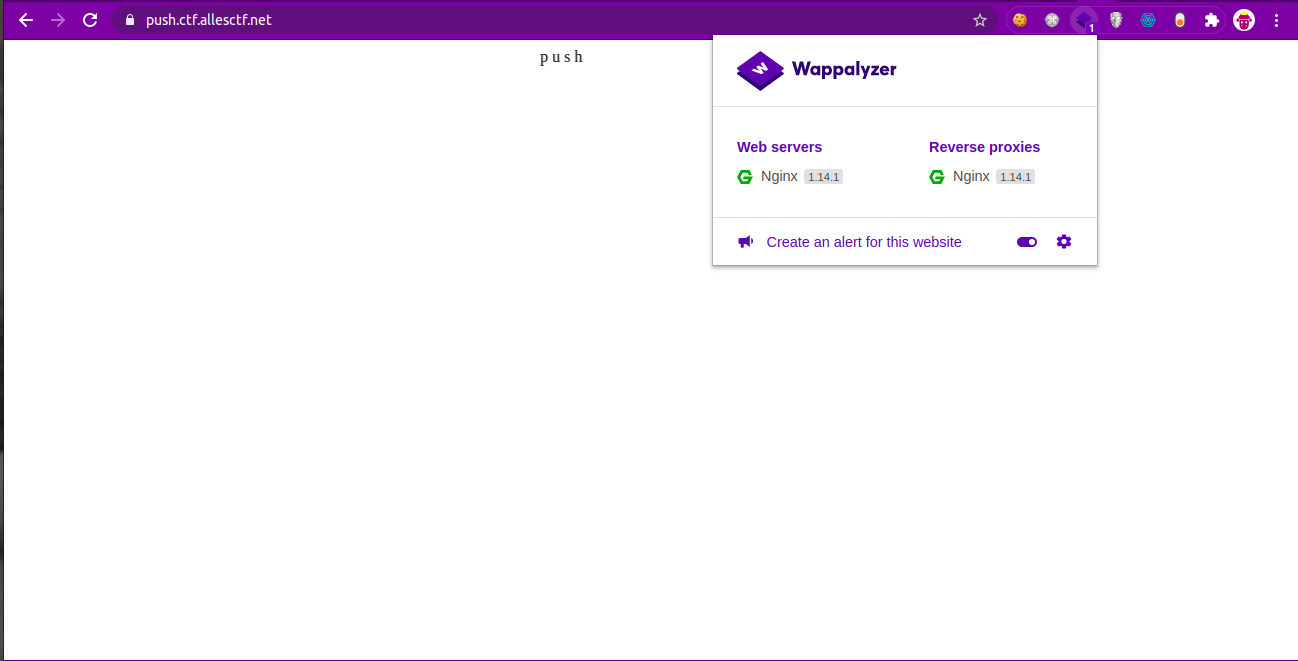 push.ctf.allesctf.net
1
p u s h
W Wappalyzer
Web servers
Reverse proxies
Nginx 1.14.1
Nginx 1.14.1
Create an alert for this website